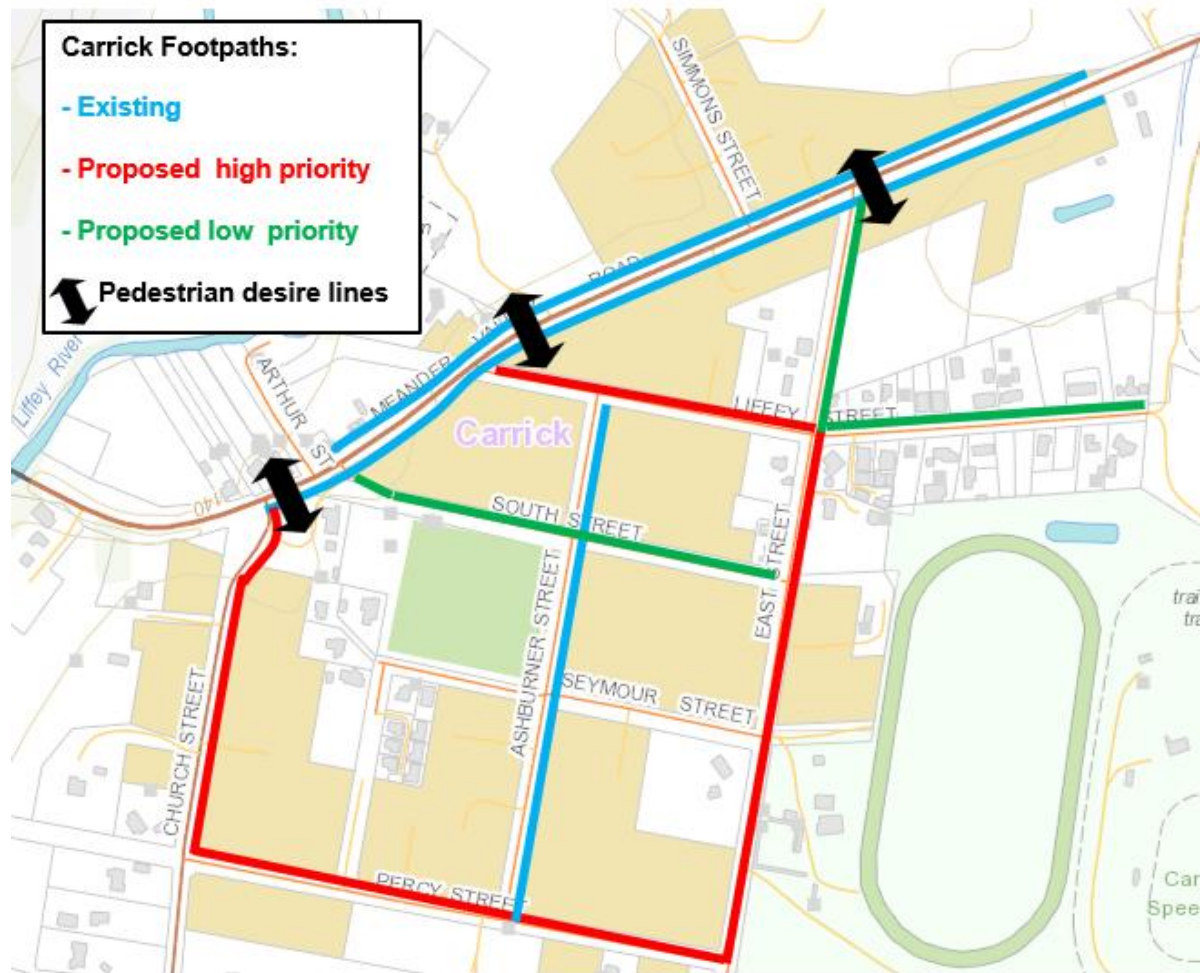 Carrick Footpaths:
- Existing
- Proposed high priority
- Proposed low priority
Pedestrian desire lines
SIMMONS STREET
ROAD
MEANDER
Liffey River
ARTHUR ST
140
Carrick
LIFFEY STREET
SOUTH STREET
ASHBURNER STREET
EAST STREET
SEYMOUR STREET
CHURCH STREET
PERCY STREET